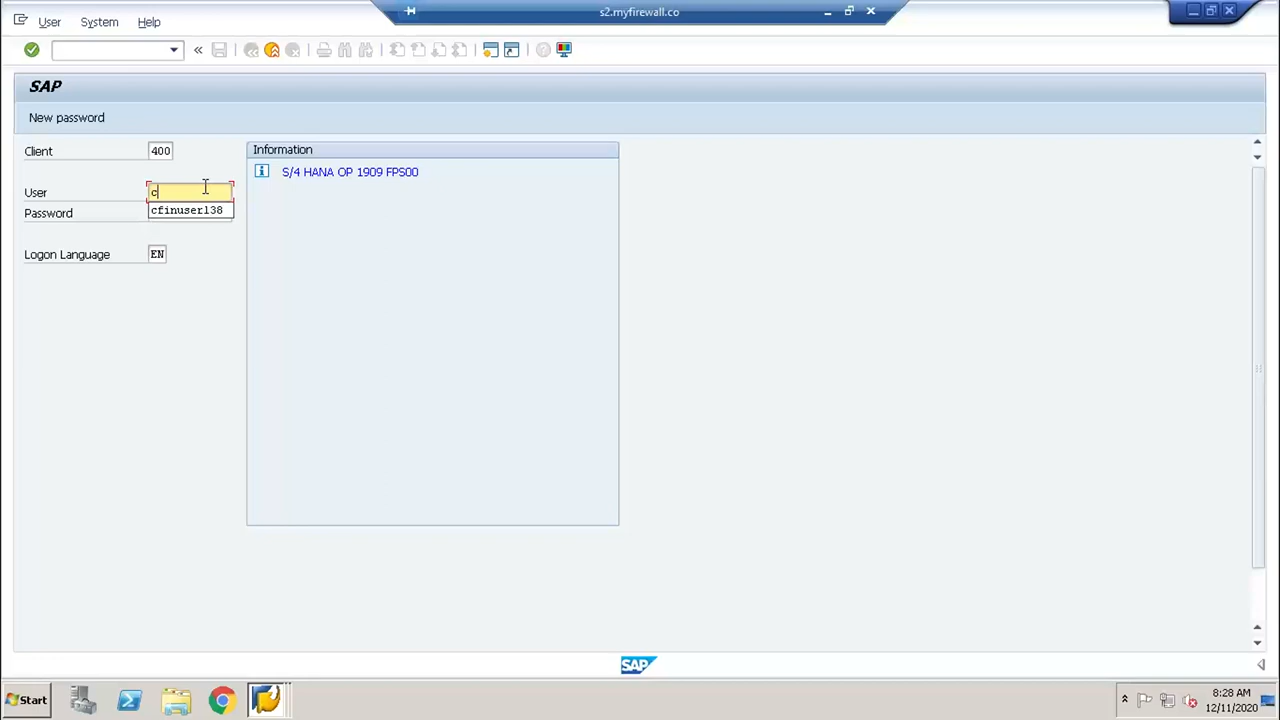 s2.myfirewall.co
User System Help
SAP
New password
Client 400
User c
cfinuser138
Password
Logon Language EN
Information
S/4 HANA OP 1909 FPS00
SAP
Start
8:28 AM
12/11/2020